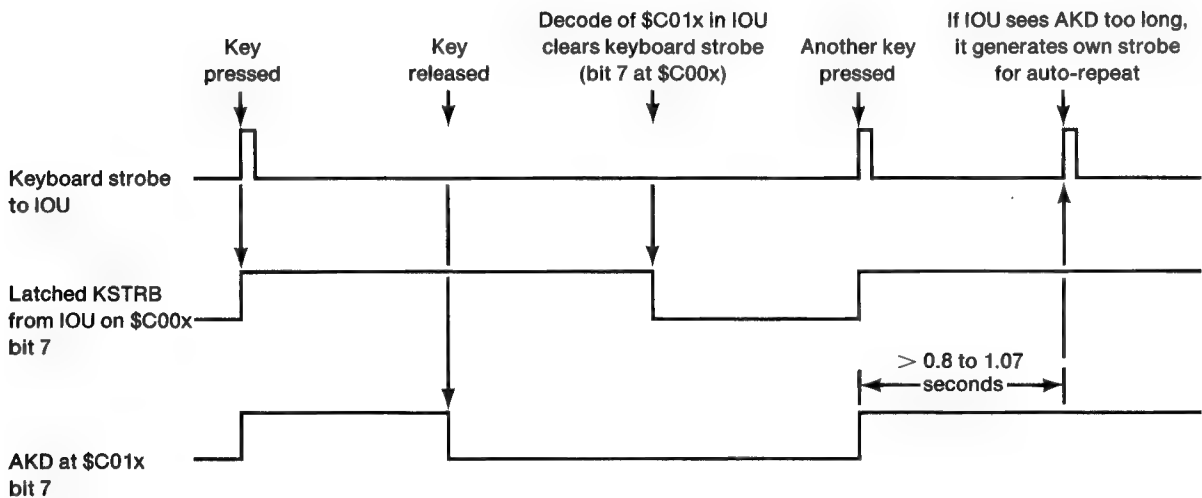 Key
pressed
Key
released
Decode of $C01x in IOU
clears keyboard strobe
(bit 7 at $C00x)
Another key
pressed
If IOU sees AKD too long,
it generates own strobe
for auto-repeat
Keyboard strobe
to IOU
Latched KSTRB
from IOU on $C00x
bit 7
> 0.8 to 1.07
seconds
AKD at $C01x
bit 7